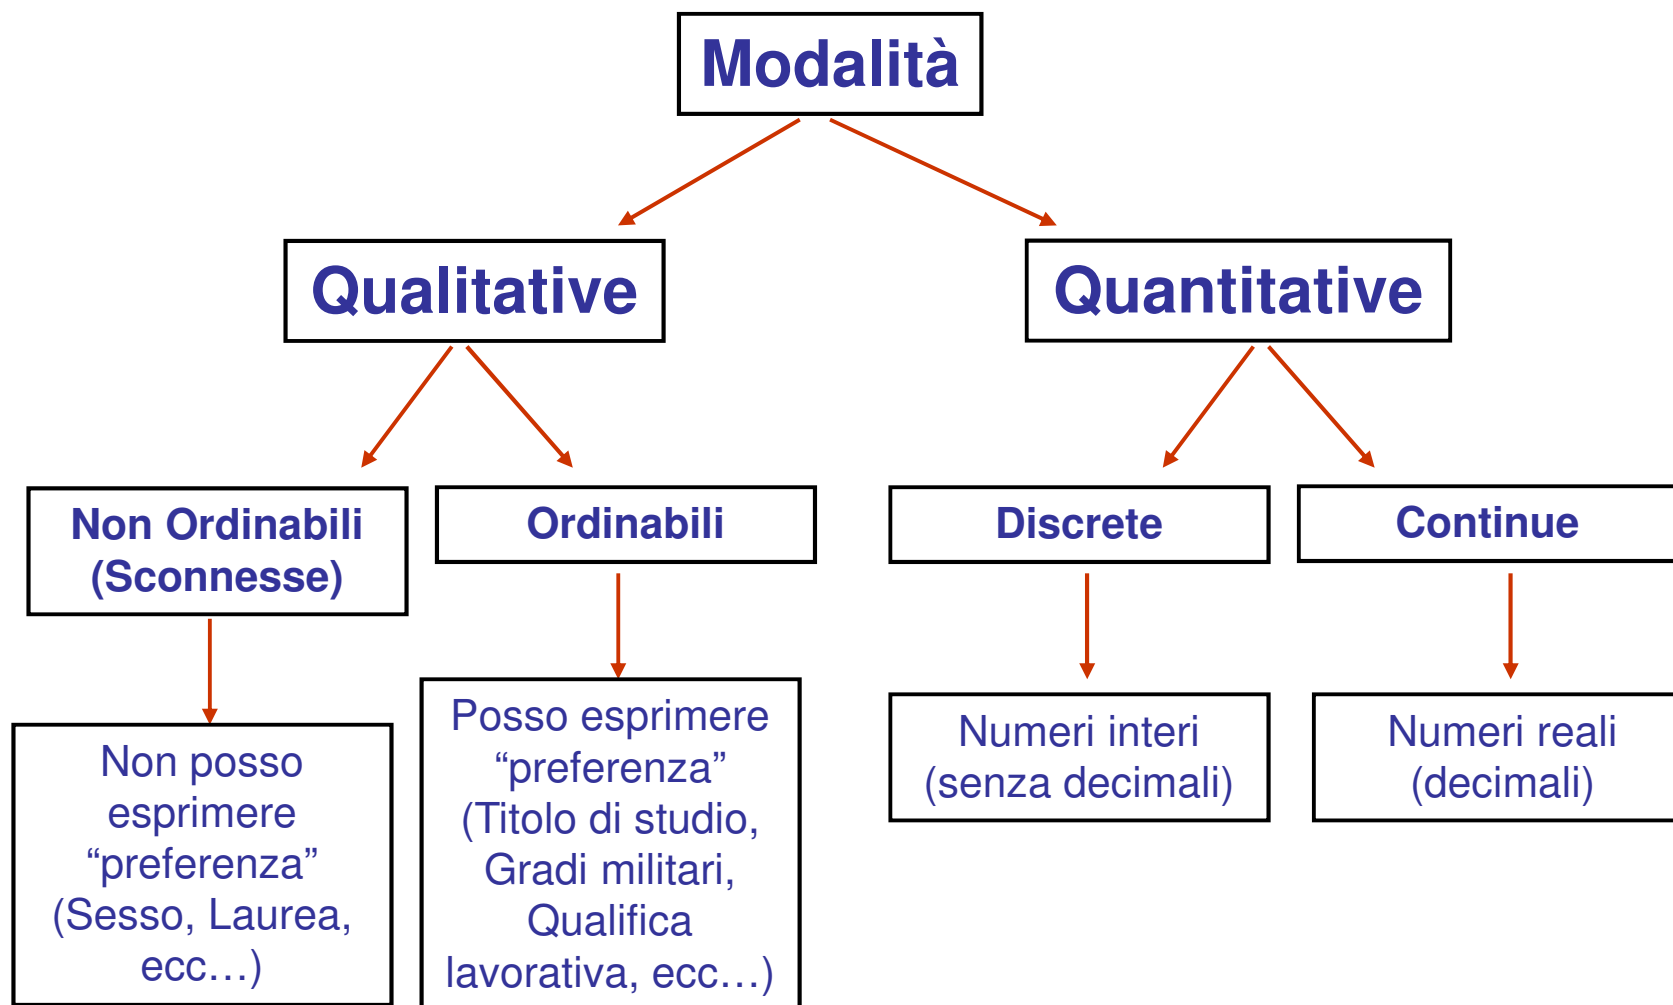 Modalità
Qualitative
Quantitative
Non Ordinabili
(Sconnesse)
Ordinabili
Discrete
Continue
Non posso
esprimere
“preferenza”
(Sesso, Laurea,
ecc…)
Posso esprimere
“preferenza”
(Titolo di studio,
Gradi militari,
Qualifica
lavorativa, ecc…)
Numeri interi
(senza decimali)
Numeri reali
(decimali)